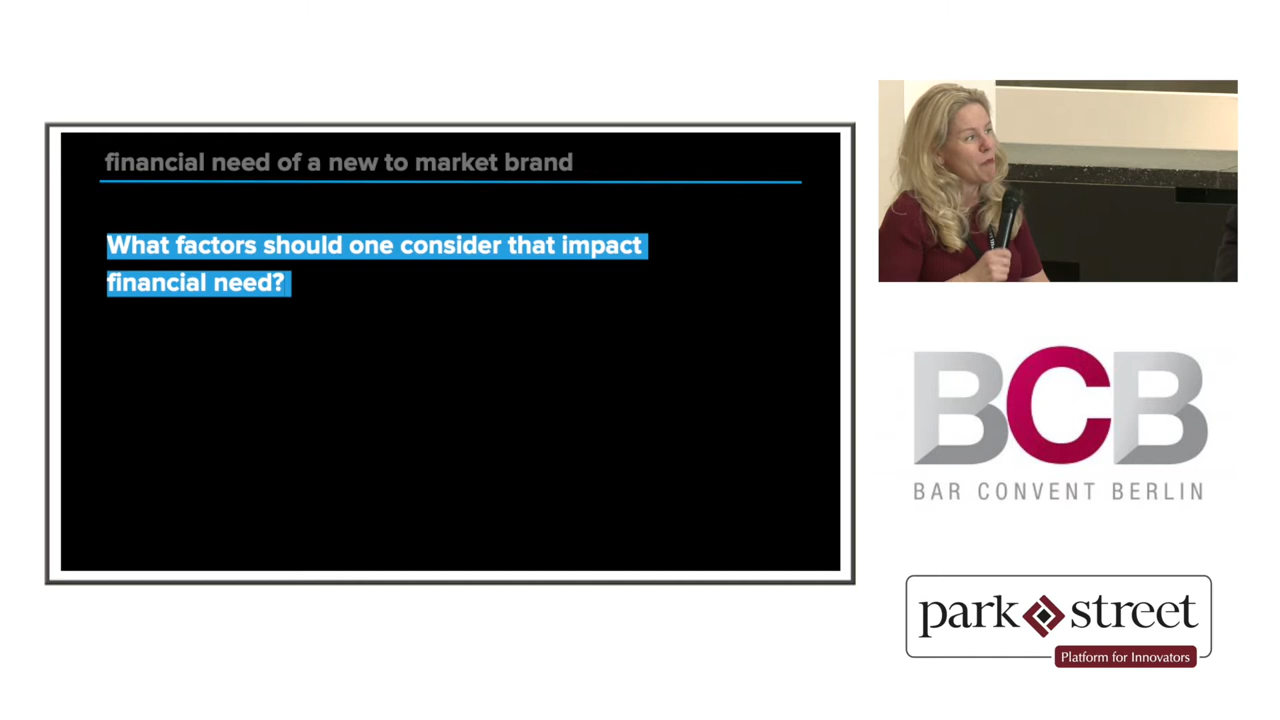 financial need of a new to market brand
What factors should one consider that impact
financial need?
BCB
BAR CONVENT BERLIN
park street
Platform for Innovators